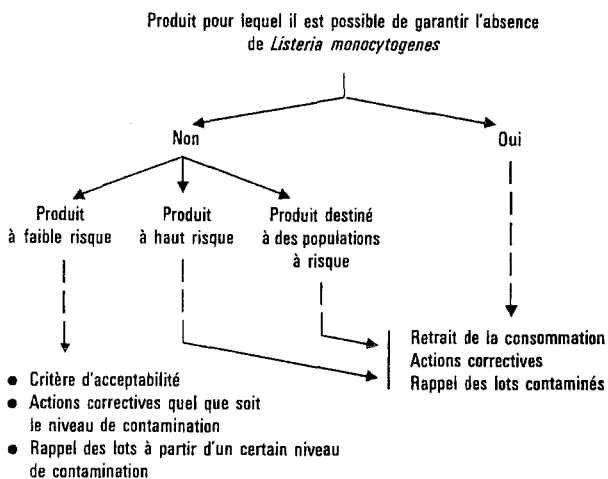 Produit pour lequel il est possible de garantir l'absence
de Listeria monocytogenes
Non
Oui
Produit
à faible risque
Produit
à haut risque
Produit destiné
à des populations
à risque
Retrait de la consommation
Actions correctives
Rappel des lots contaminés
● Critère d'acceptabilité
● Actions correctives quel que soit
le niveau de contamination
● Rappel des lots à partir d'un certain niveau
de contamination